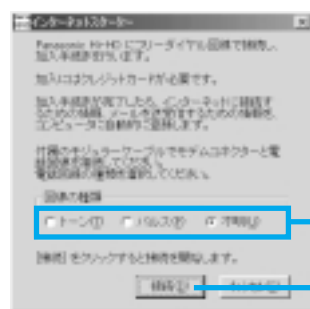 インターネットスターター
Panasonic Hi-HO にフリーダイヤル回線で接続し、
加入手続きを行います。
加入にはクレジットカードが必要です。
加入手続きが完了したら、インターネットに接続す
るための情報、メールを送受信するための情報を、
コンピュータに自動的に登録します。
付属のモジュラーケーブルでモデムコネクターと電
話回線を接続してください。
電話回線の種類を選択してください。
回線の種類
トーン(T) パルス(P) 不明(U)
[接続] をクリックすると接続を開始します。
接続(C) キャンセル